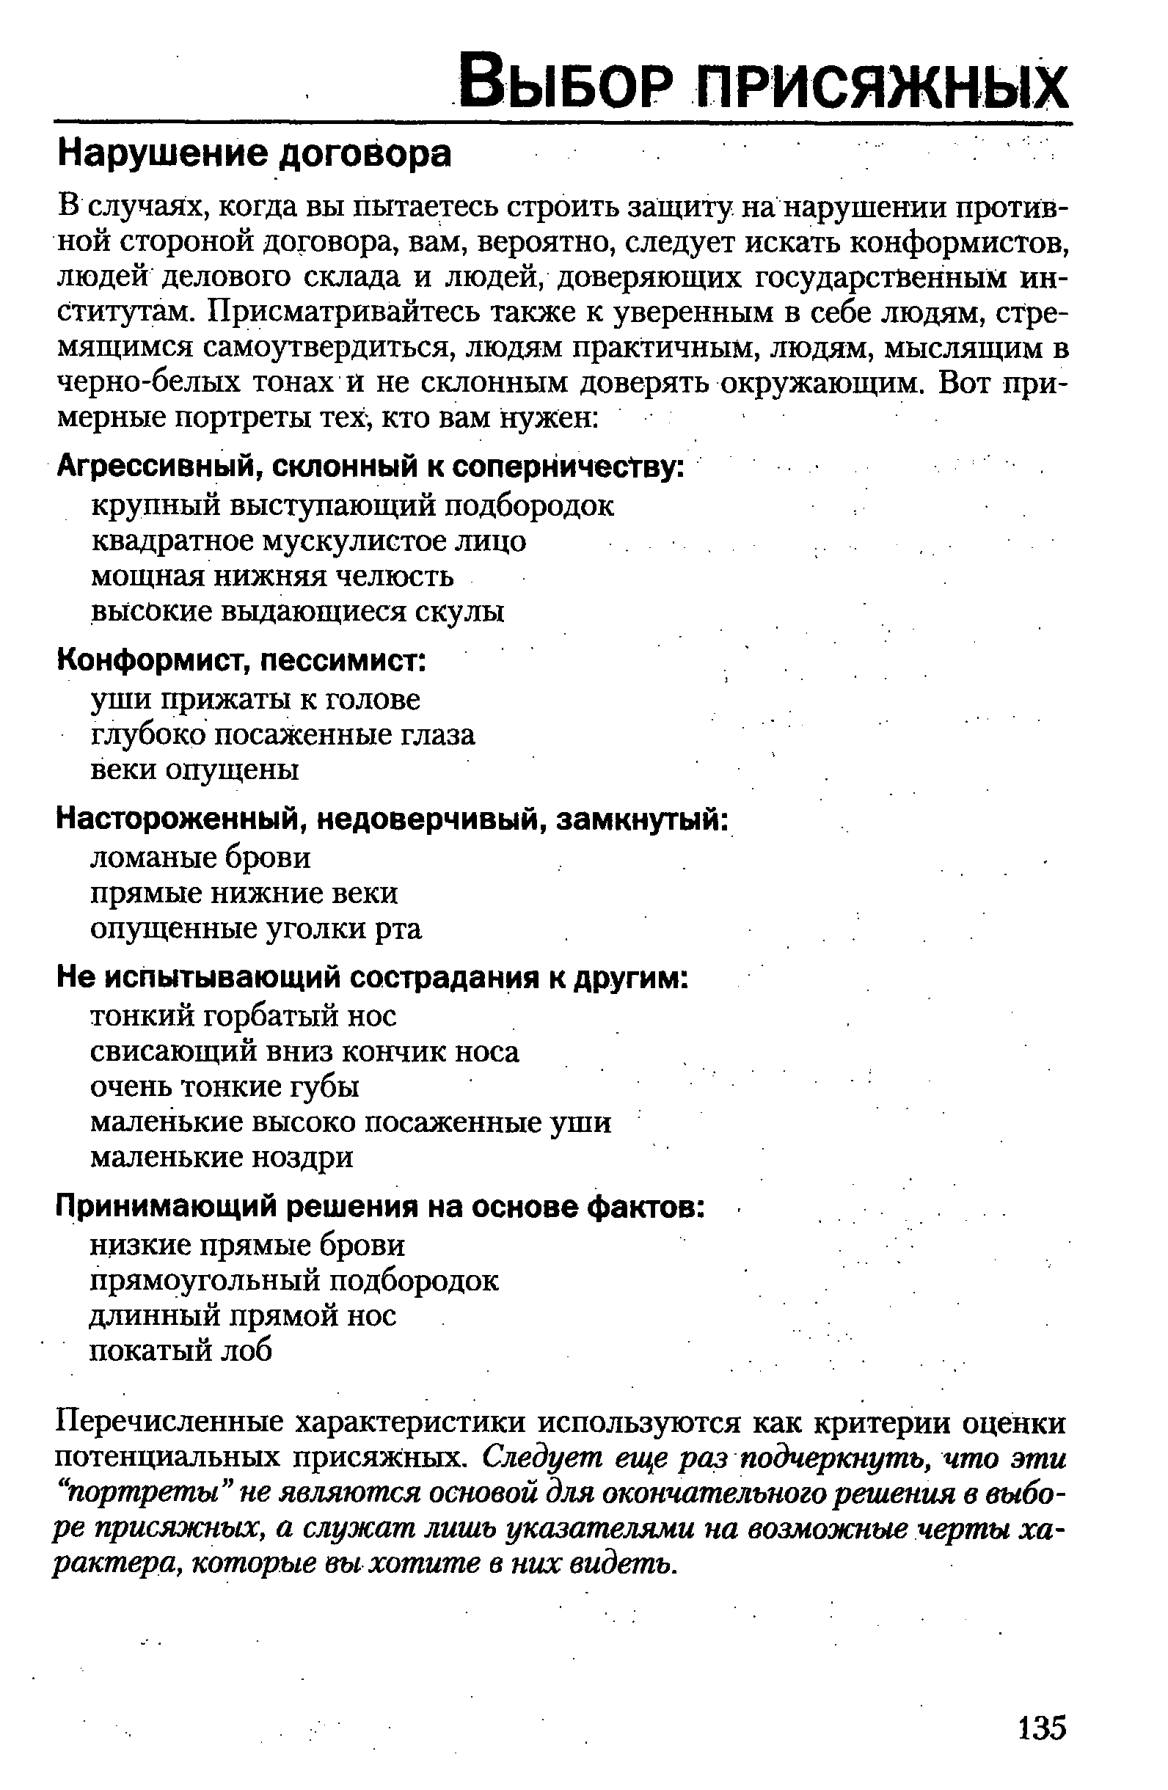 Выбор присяжных
Нарушение договора
В случаях, когда вы пытаетесь строить защиту на нарушении против-
ной стороной договора, вам, вероятно, следует искать конформистов,
людей делового склада и людей, доверяющих государственным ин-
ститутам. Присматривайтесь также к уверенным в себе людям, стре-
мящимся самоутвердиться, людям практичным, людям, мыслящим в
черно-белых тонах и не склонным доверять окружающим. Вот при-
мерные портреты тех, кто вам нужен:
Агрессивный, склонный к соперничеству:
крупный выступающий подбородок
квадратное мускулистое лицо
мощная нижняя челюсть
высокие выдающиеся скулы
Конформист, пессимист:
уши прижаты к голове
глубоко посаженные глаза
веки опущены
Настороженный, недоверчивый, замкнутый:
ломаные брови
прямые нижние веки
опущенные уголки рта
Не испытывающий сострадания к другим:
тонкий горбатый нос
свисающий вниз кончик носа
очень тонкие губы
маленькие высоко посаженные уши
маленькие ноздри
Принимающий решения на основе фактов:
низкие прямые брови
прямоугольный подбородок
длинный прямой нос
покатый лоб
Перечисленные характеристики используются как критерии оценки
потенциальных присяжных. Следует еще раз подчеркнуть, что эти
“портреты” не являются основой для окончательного решения в выбо-
ре присяжных, а служат лишь указателями на возможные черты ха-
рактера, которые вы хотите в них видеть.
135